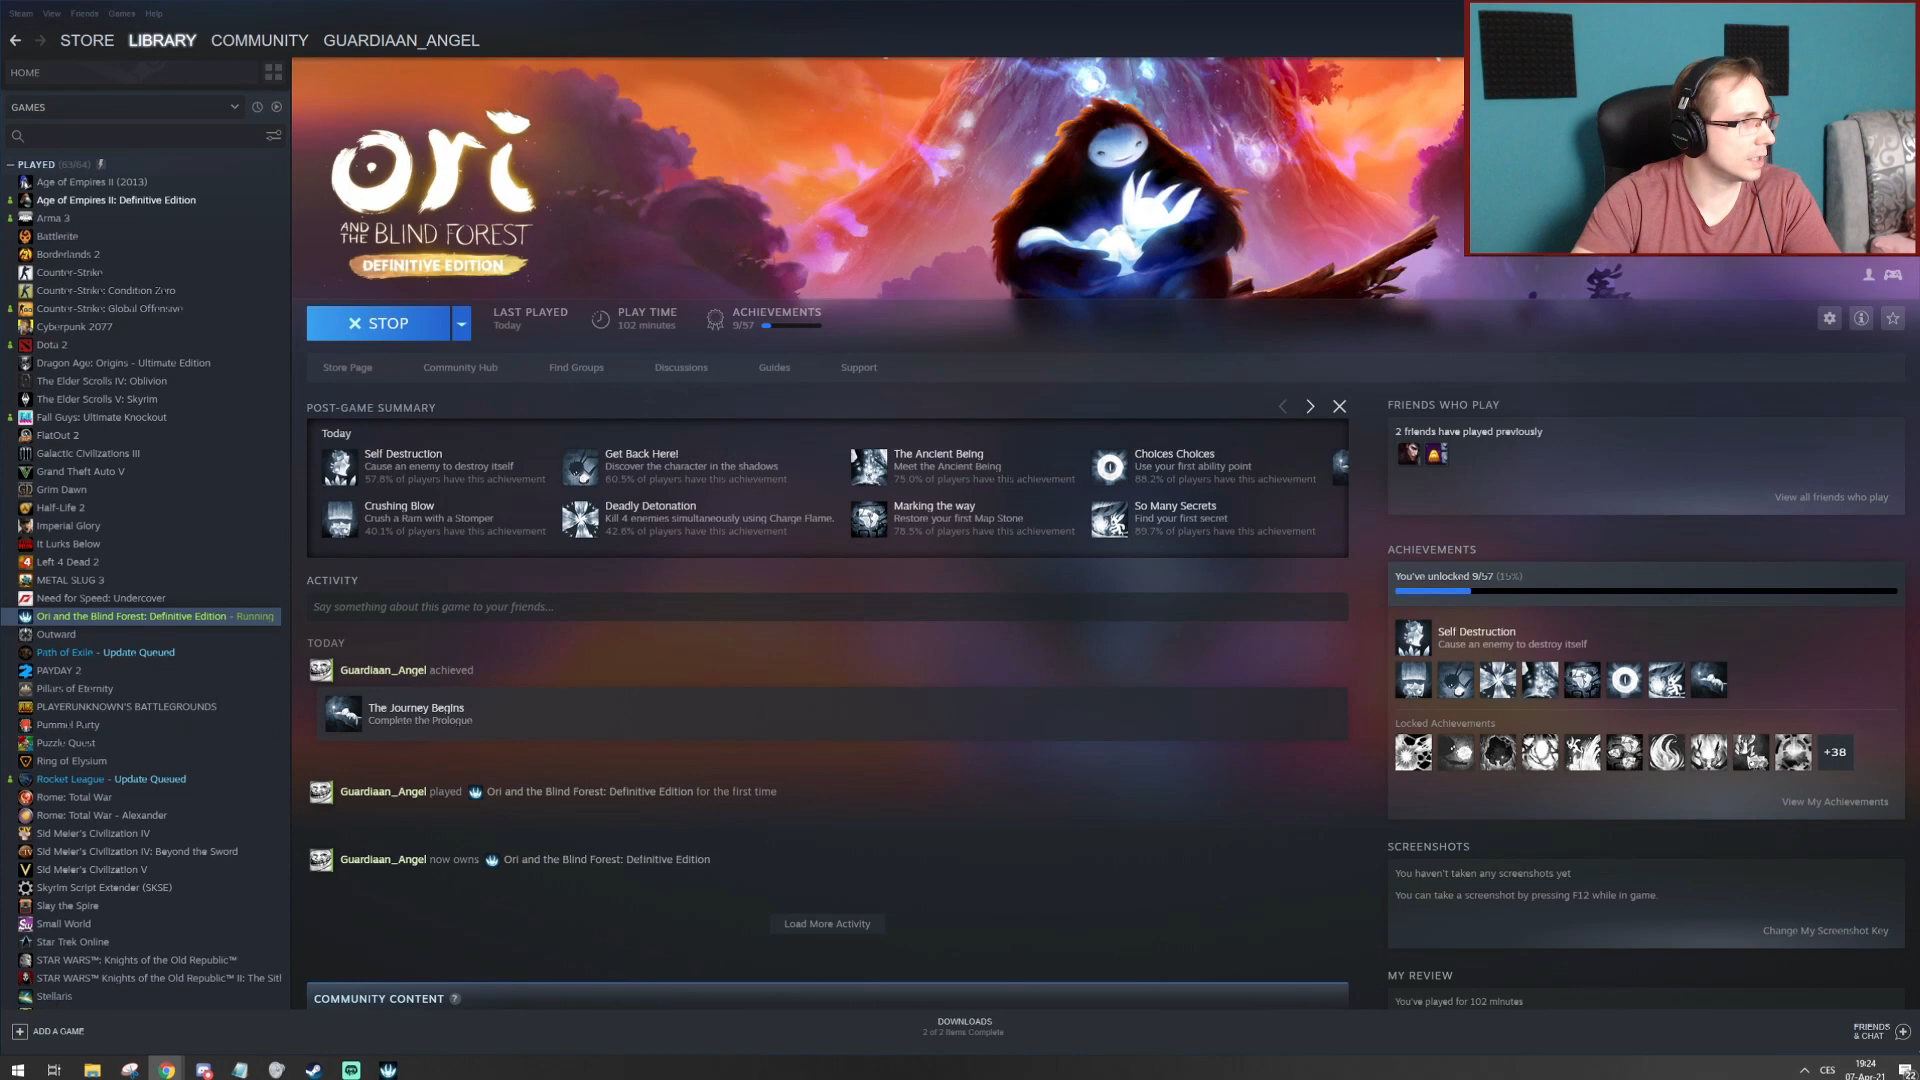 Steam View Friends Games Help
STORE LIBRARY COMMUNITY GUARDIAAN_ANGEL
HOME
GAMES
PLAYED (63/64)
Age of Empires II (2013)
Age of Empires II: Definitive Edition
Arma 3
Battlerite
Borderlands 2
Counter-Strike
Counter-Strike: Condition Zero
Counter-Strike: Global Offensive
Cyberpunk 2077
Dota 2
Dragon Age: Origins - Ultimate Edition
The Elder Scrolls IV: Oblivion
The Elder Scrolls V: Skyrim
Fall Guys: Ultimate Knockout
FlatOut 2
Galactic Civilizations III
Grand Theft Auto V
Grim Dawn
Half-Life 2
Imperial Glory
It Lurks Below
Left 4 Dead 2
METAL SLUG 3
Need for Speed: Undercover
Ori and the Blind Forest: Definitive Edition - Running
Outward
Path of Exile - Update Queued
PAYDAY 2
Pillars of Eternity
PLAYERUNKNOWN'S BATTLEGROUNDS
Pummel Party
Puzzle Quest
Ring of Elysium
Rocket League - Update Queued
Rome: Total War
Rome: Total War - Alexander
Sid Meier's Civilization IV
Sid Meier's Civilization IV: Beyond the Sword
Sid Meier's Civilization V
Skyrim Script Extender (SKSE)
Slay the Spire
Small World
Star Trek Online
STAR WARS™: Knights of the Old Republic™
STAR WARS™ Knights of the Old Republic™ II: The Sitl
Stellaris
ADD A GAME
ori
AND THE BLIND FOREST
DEFINITIVE EDITION
STOP
LAST PLAYED
Today
PLAY TIME
102 minutes
ACHIEVEMENTS
9/57
Store Page Community Hub Find Groups Discussions Guides Support
POST-GAME SUMMARY
Today
Self Destruction
Cause an enemy to destroy itself
57.8% of players have this achievement
Get Back Here!
Discover the character in the shadows
60.5% of players have this achievement
The Ancient Being
Meet the Ancient Being
75.0% of players have this achievement
Choices Choices
Use your first ability point
88.2% of players have this achievement
Crushing Blow
Crush a Ram with a Stomper
40.1% of players have this achievement
Deadly Detonation
Kill 4 enemies simultaneously using Charge Flame.
42.6% of players have this achievement
Marking the way
Restore your first Map Stone
78.5% of players have this achievement
So Many Secrets
Find your first secret
89.7% of players have this achievement
ACTIVITY
Say something about this game to your friends...
TODAY
Guardiaan_Angel achieved
The Journey Begins
Complete the Prologue
Guardiaan_Angel played Ori and the Blind Forest: Definitive Edition for the first time
Guardiaan_Angel now owns Ori and the Blind Forest: Definitive Edition
Load More Activity
COMMUNITY CONTENT ?
FRIENDS WHO PLAY
2 friends have played previously
View all friends who play
ACHIEVEMENTS
You've unlocked 9/57 (15%)
Self Destruction
Cause an enemy to destroy itself
Locked Achievements
+38
View My Achievements
SCREENSHOTS
You haven't taken any screenshots yet
You can take a screenshot by pressing F12 while in game.
Change My Screenshot Key
MY REVIEW
You've played for 102 minutes
DOWNLOADS
2 of 2 Items Complete
FRIENDS
& CHAT
CES
19:24
07-Apr-21
22